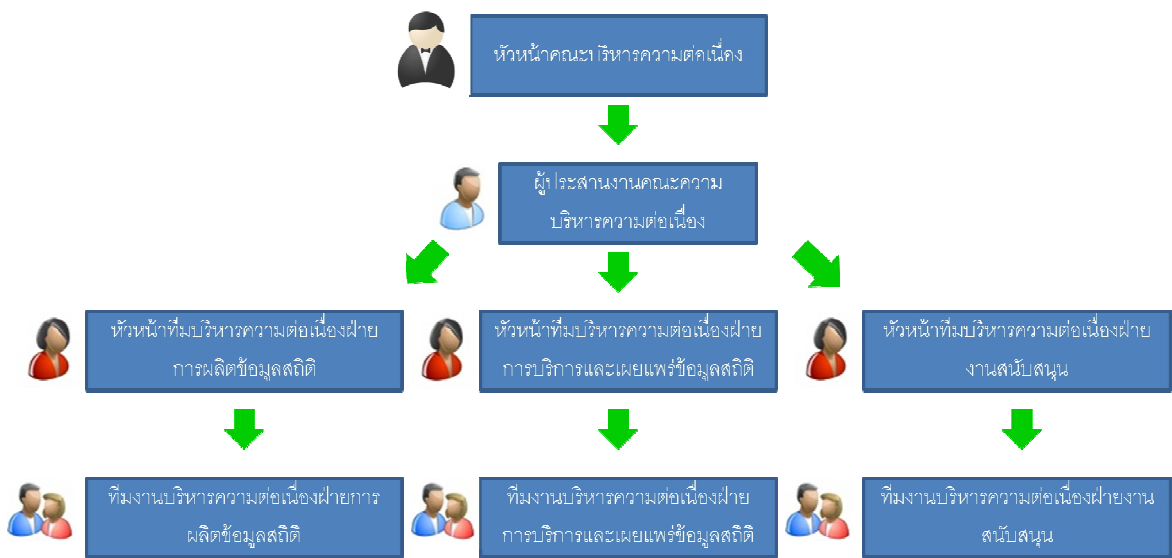 หัวหน้าคณะบริหารความต่อเนื่อง
ผู้ประสานงานคณะความ
บริหารความต่อเนื่อง
หัวหน้าทีมบริหารความต่อเนื่องฝ่าย
การผลิตข้อมูลสถิติ
หัวหน้าทีมบริหารความต่อเนื่องฝ่าย
การบริการและเผยแพร่ข้อมูลสถิติ
หัวหน้าทีมบริหารความต่อเนื่องฝ่าย
งานสนับสนุน
ทีมงานบริหารความต่อเนื่องฝ่ายการ
ผลิตข้อมูลสถิติ
ทีมงานบริหารความต่อเนื่องฝ่าย
การบริการและเผยแพร่ข้อมูลสถิติ
ทีมงานบริหารความต่อเนื่องฝ่ายงาน
สนับสนุน